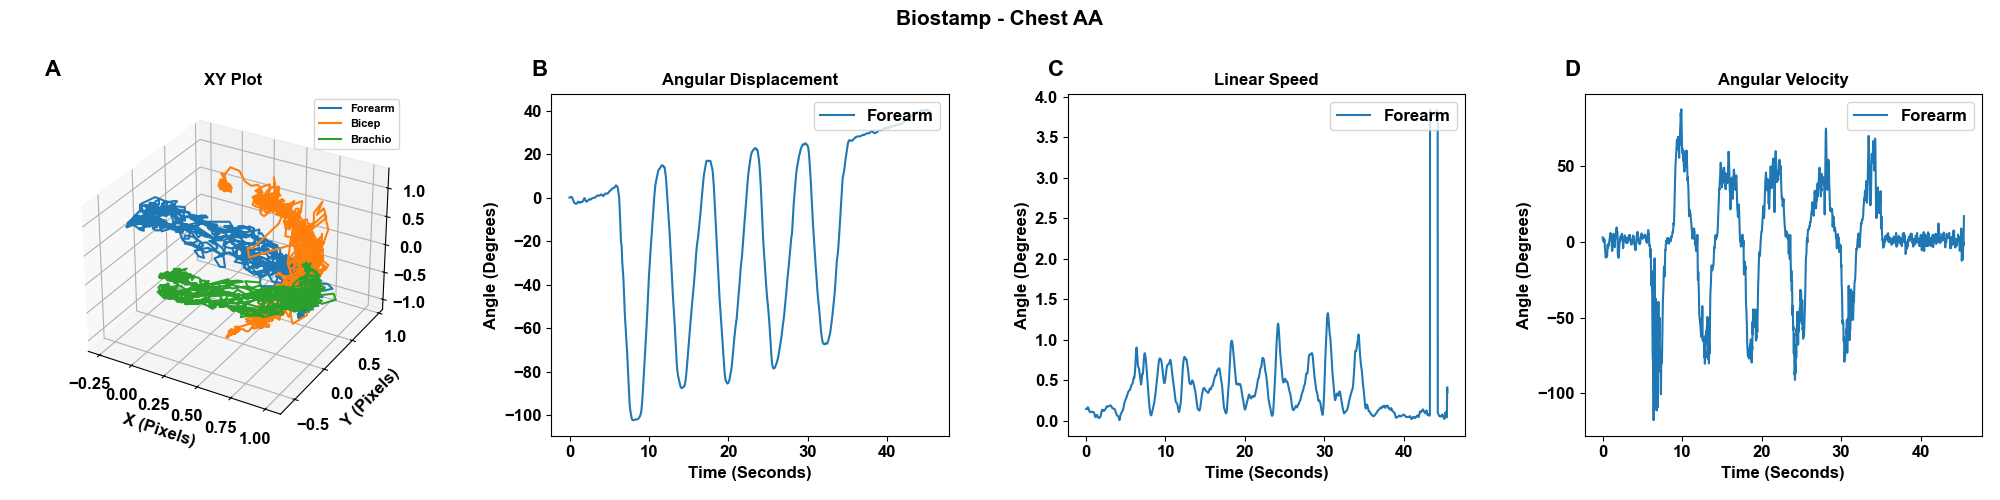 Biostamp - Chest AA
A
XY Plot
Forearm
Bicep
Brachio
1.0
0.5
0.0
−0.5
−1.0
−0.25
0.00
0.25
0.50
0.75
1.00
X (Pixels)
−0.5
0.0
0.5
1.0
Y (Pixels)
B
Angular Displacement
Forearm
40
20
0
−20
−40
−60
−80
−100
Angle (Degrees)
0 10 20 30 40
Time (Seconds)
C
Linear Speed
Forearm
4.0
3.5
3.0
2.5
2.0
1.5
1.0
0.5
0.0
Angle (Degrees)
0 10 20 30 40
Time (Seconds)
D
Angular Velocity
Forearm
50
0
−50
−100
Angle (Degrees)
0 10 20 30 40
Time (Seconds)